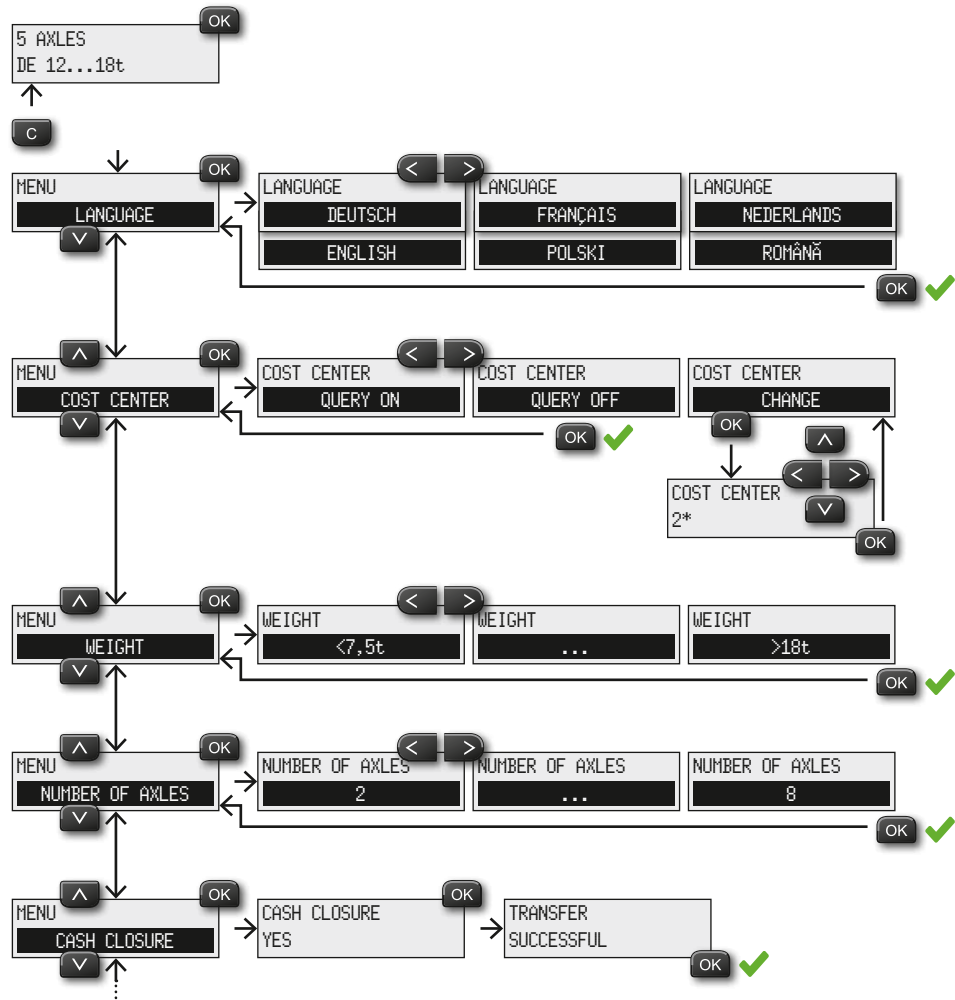 OK
5 AXLES
DE 12...18t
C
OK
MENU
LANGUAGE
< >
LANGUAGE
DEUTSCH
ENGLISH
LANGUAGE
FRANÇAIS
POLSKI
LANGUAGE
NEDERLANDS
ROMÂNĂ
OK
OK
MENU
COST CENTER
< >
COST CENTER
QUERY ON
COST CENTER
QUERY OFF
COST CENTER
CHANGE
OK
OK
< >
COST CENTER
2*
OK
OK
MENU
WEIGHT
< >
WEIGHT
<7,5t
WEIGHT
...
WEIGHT
>18t
OK
OK
MENU
NUMBER OF AXLES
< >
NUMBER OF AXLES
2
NUMBER OF AXLES
...
NUMBER OF AXLES
8
OK
OK
MENU
CASH CLOSURE
OK
CASH CLOSURE
YES
TRANSFER
SUCCESSFUL
OK